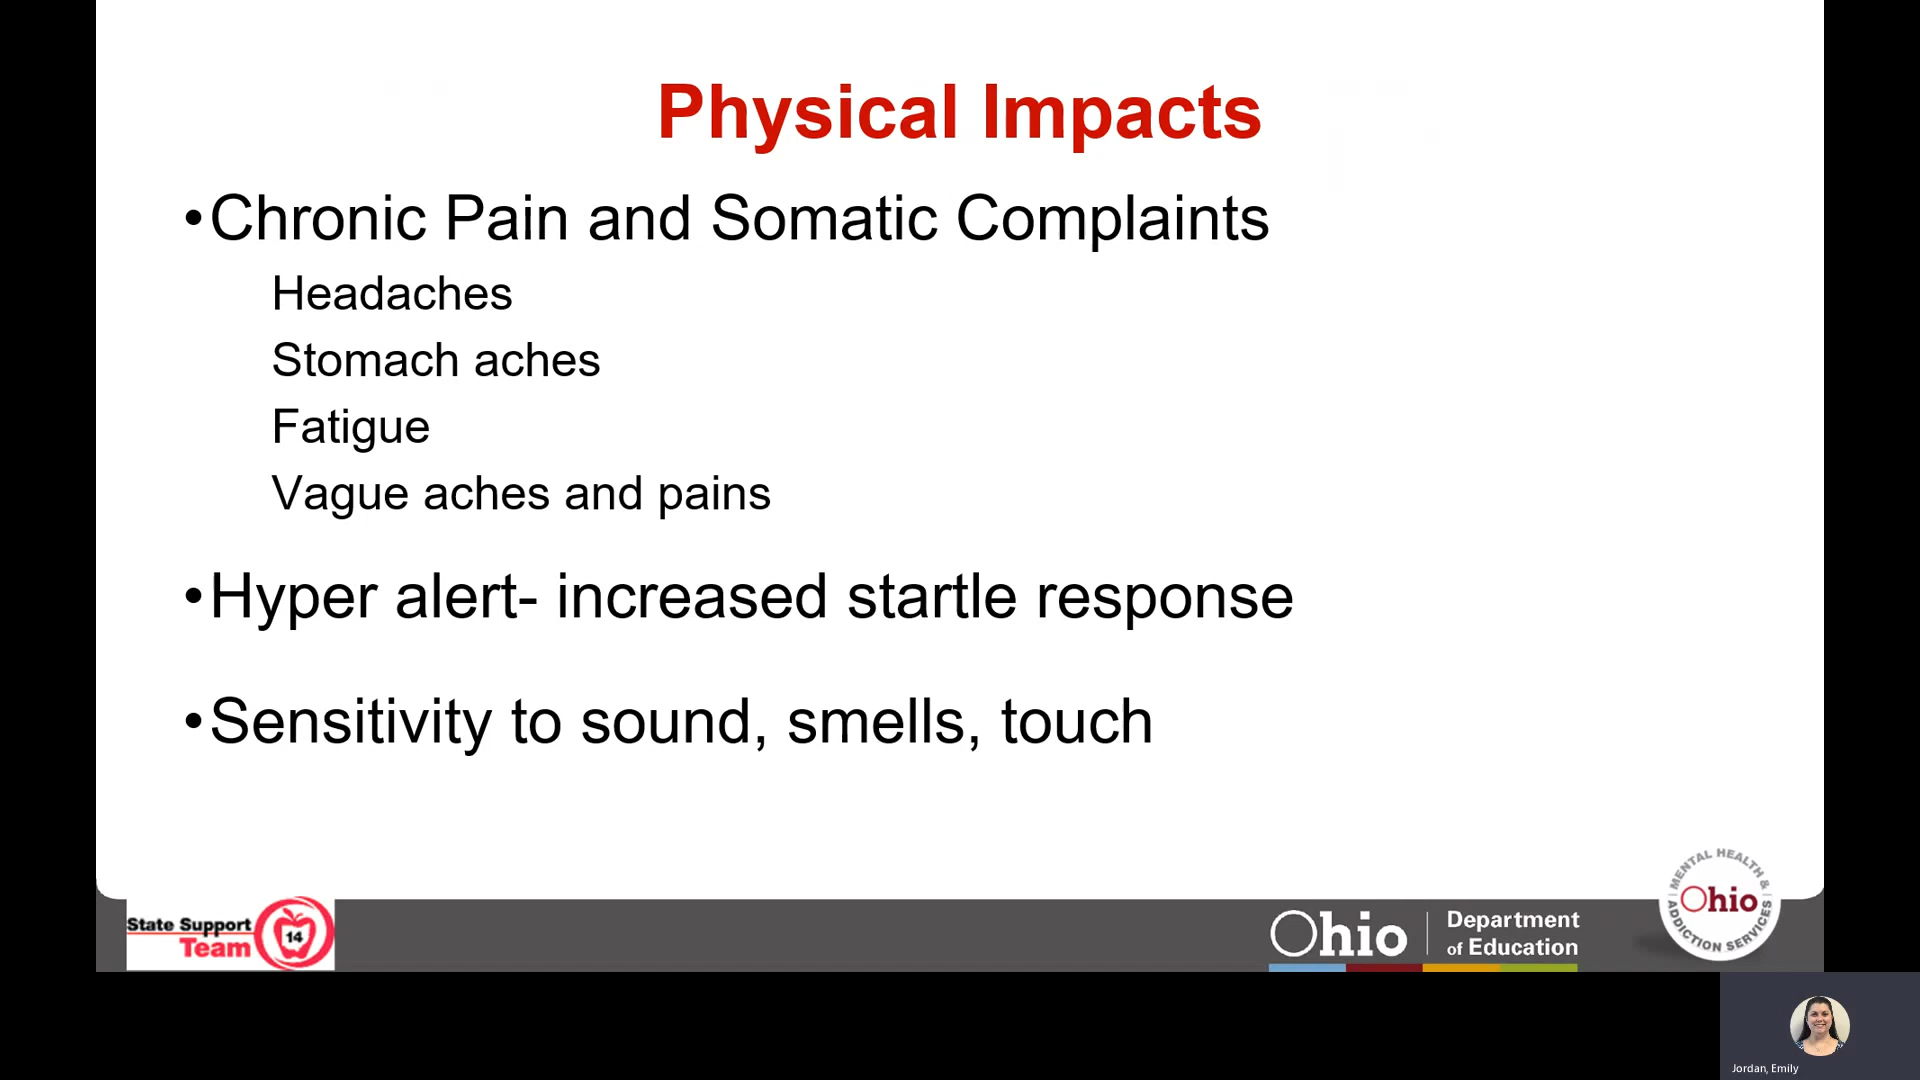 Physical Impacts
•Chronic Pain and Somatic Complaints
Headaches
Stomach aches
Fatigue
Vague aches and pains
•Hyper alert- increased startle response
•Sensitivity to sound, smells, touch
State Support
Team
14
Ohio
Department
of Education
MENTAL HEALTH &
Ohio
ADDICTION SERVICES
Jordan, Emily